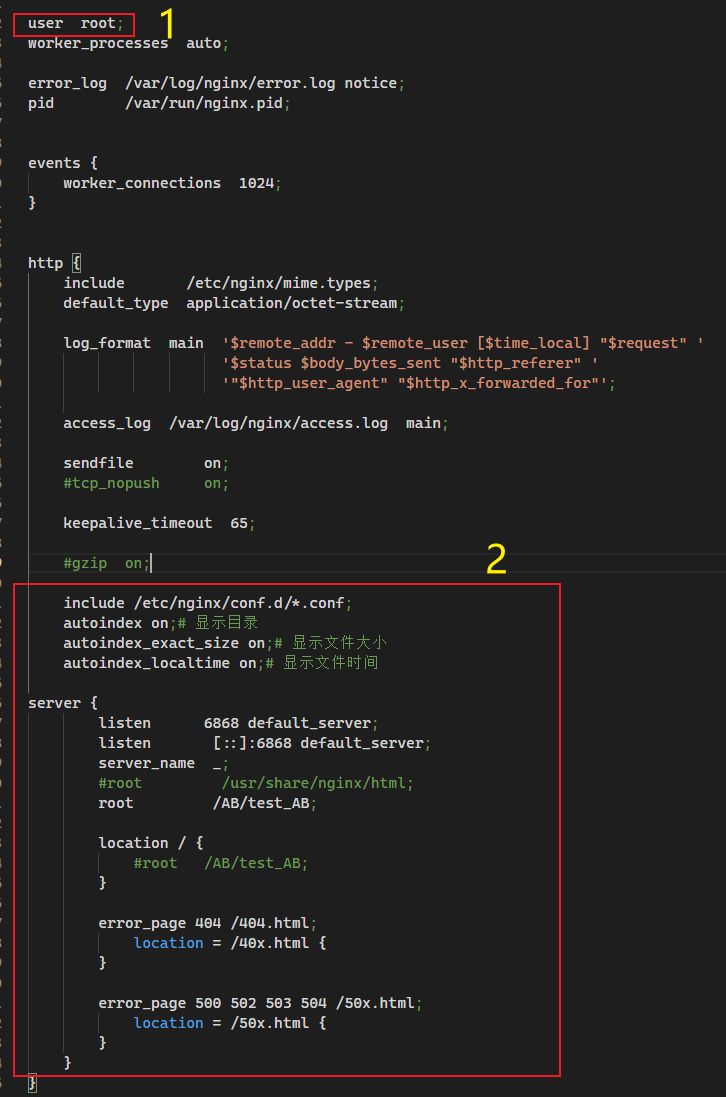 1
user  root;
worker_processes  auto;
error_log  /var/log/nginx/error.log notice;
pid        /var/run/nginx.pid;
events {
    worker_connections  1024;
}
http {
    include       /etc/nginx/mime.types;
    default_type  application/octet-stream;
    log_format  main  '$remote_addr - $remote_user [$time_local] "$request" '
                      '$status $body_bytes_sent "$http_referer" '
                      '"$http_user_agent" "$http_x_forwarded_for"';
    access_log  /var/log/nginx/access.log  main;
    sendfile        on;
    #tcp_nopush     on;
    keepalive_timeout  65;
    #gzip  on;
2
    include /etc/nginx/conf.d/*.conf;
    autoindex on;# 显示目录
    autoindex_exact_size on;# 显示文件大小
    autoindex_localtime on;# 显示文件时间
server {
        listen      6868 default_server;
        listen       [::]:6868 default_server;
        server_name  _;
        #root         /usr/share/nginx/html;
        root         /AB/test_AB;
        location / {
            #root   /AB/test_AB;
        }
        error_page 404 /404.html;
            location = /40x.html {
        }
        error_page 500 502 503 504 /50x.html;
            location = /50x.html {
        }
    }
}